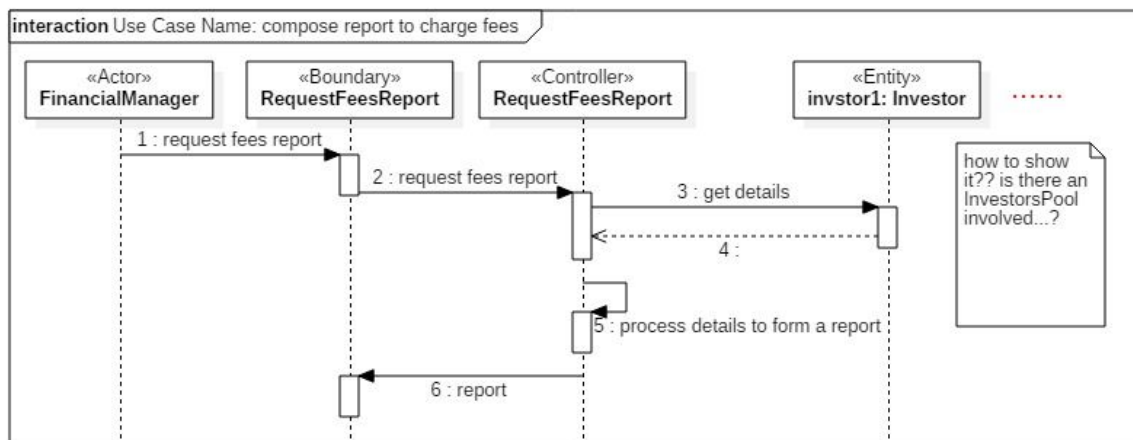 interaction Use Case Name: compose report to charge fees
«Actor»
FinancialManager
«Boundary»
RequestFeesReport
«Controller»
RequestFeesReport
«Entity»
invstor1: Investor
......
1 : request fees report
2 : request fees report
3 : get details
4 :
5 : process details to form a report
6 : report
how to show
it?? is there an
InvestorsPool
involved...?